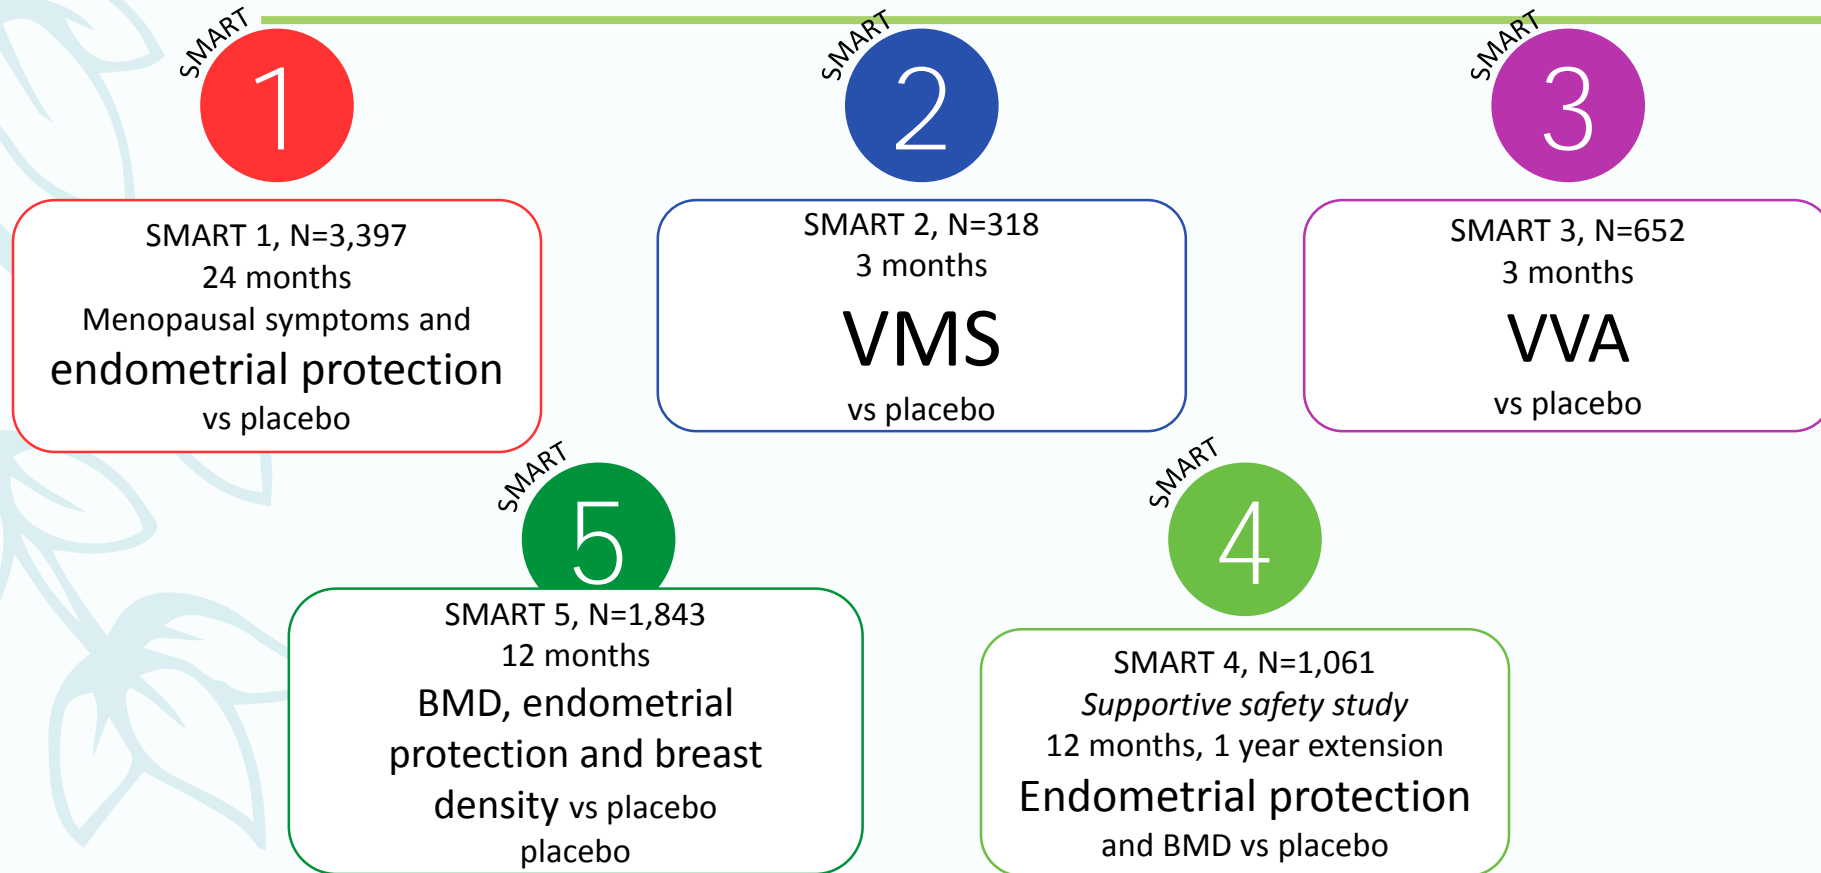 SMART
1
SMART 1, N=3,397
24 months
Menopausal symptoms and
endometrial protection
vs placebo
SMART
2
SMART 2, N=318
3 months
VMS
vs placebo
SMART
3
SMART 3, N=652
3 months
VVA
vs placebo
SMART
5
SMART 5, N=1,843
12 months
BMD, endometrial
protection and breast
density vs placebo
placebo
SMART
4
SMART 4, N=1,061
Supportive safety study
12 months, 1 year extension
Endometrial protection
and BMD vs placebo